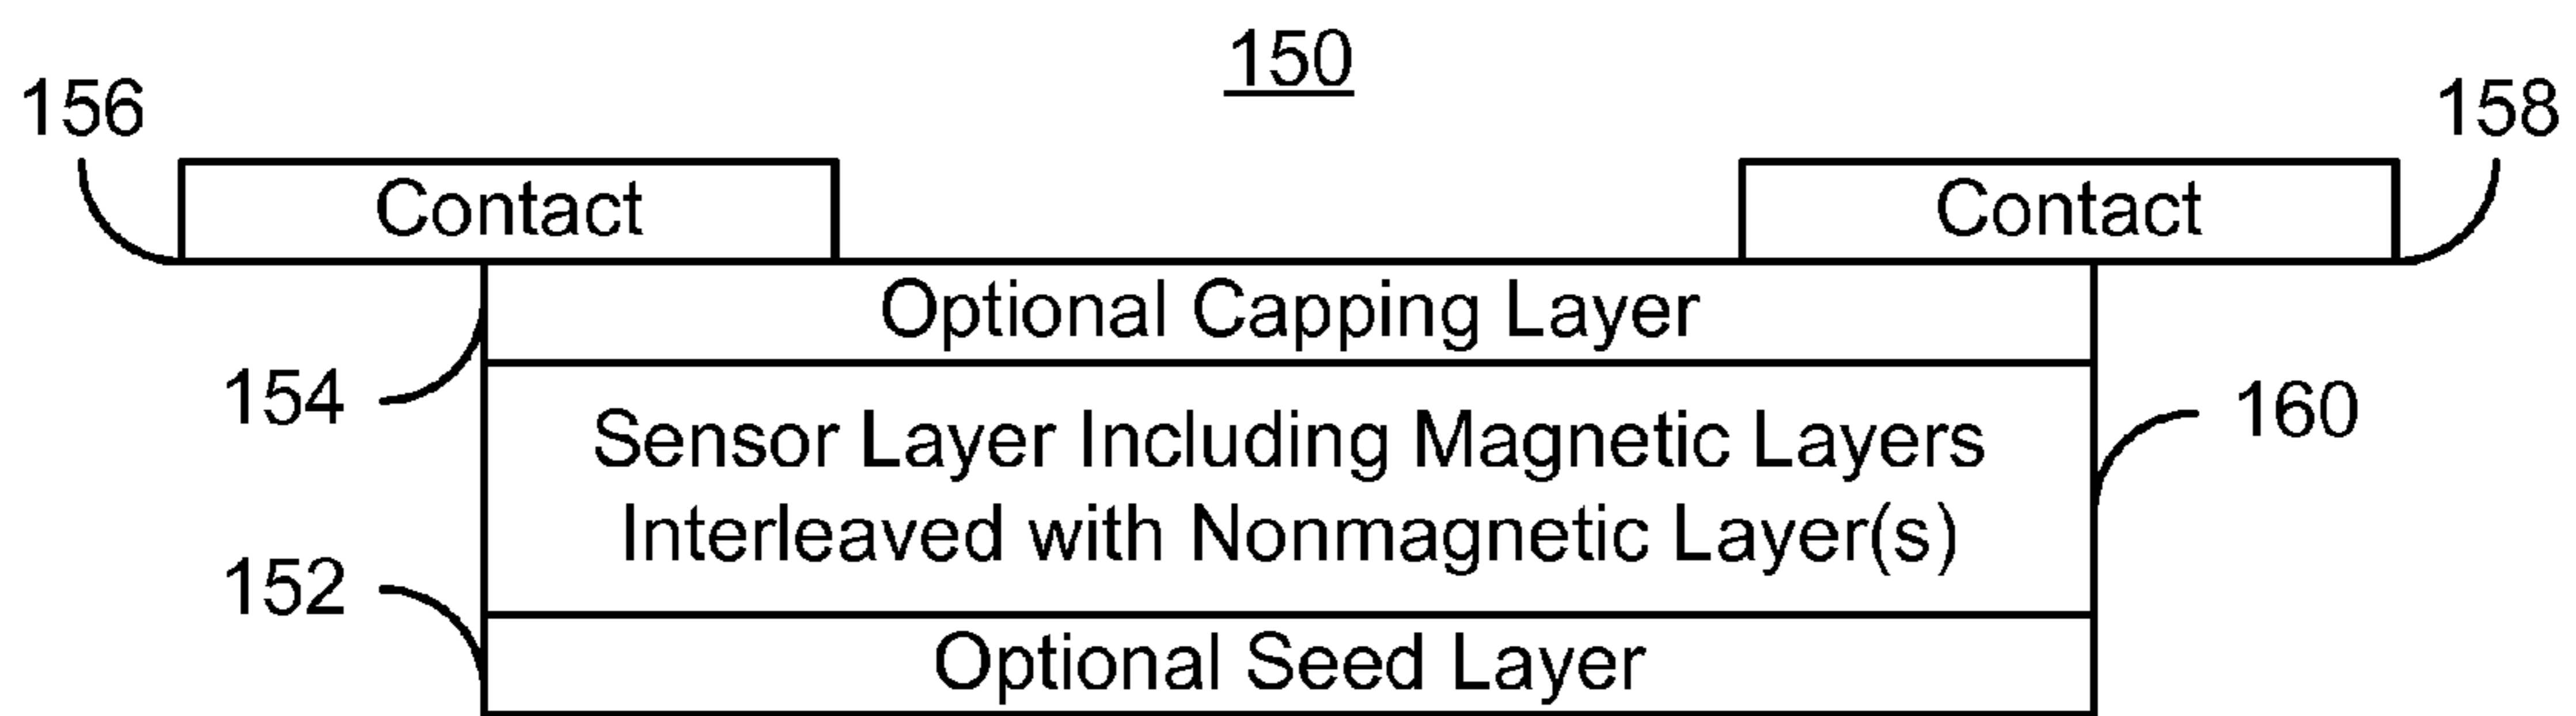 150
156
158
Contact
Contact
Optional Capping Layer
154
160
Sensor Layer Including Magnetic Layers
Interleaved with Nonmagnetic Layer(s)
152
Optional Seed Layer